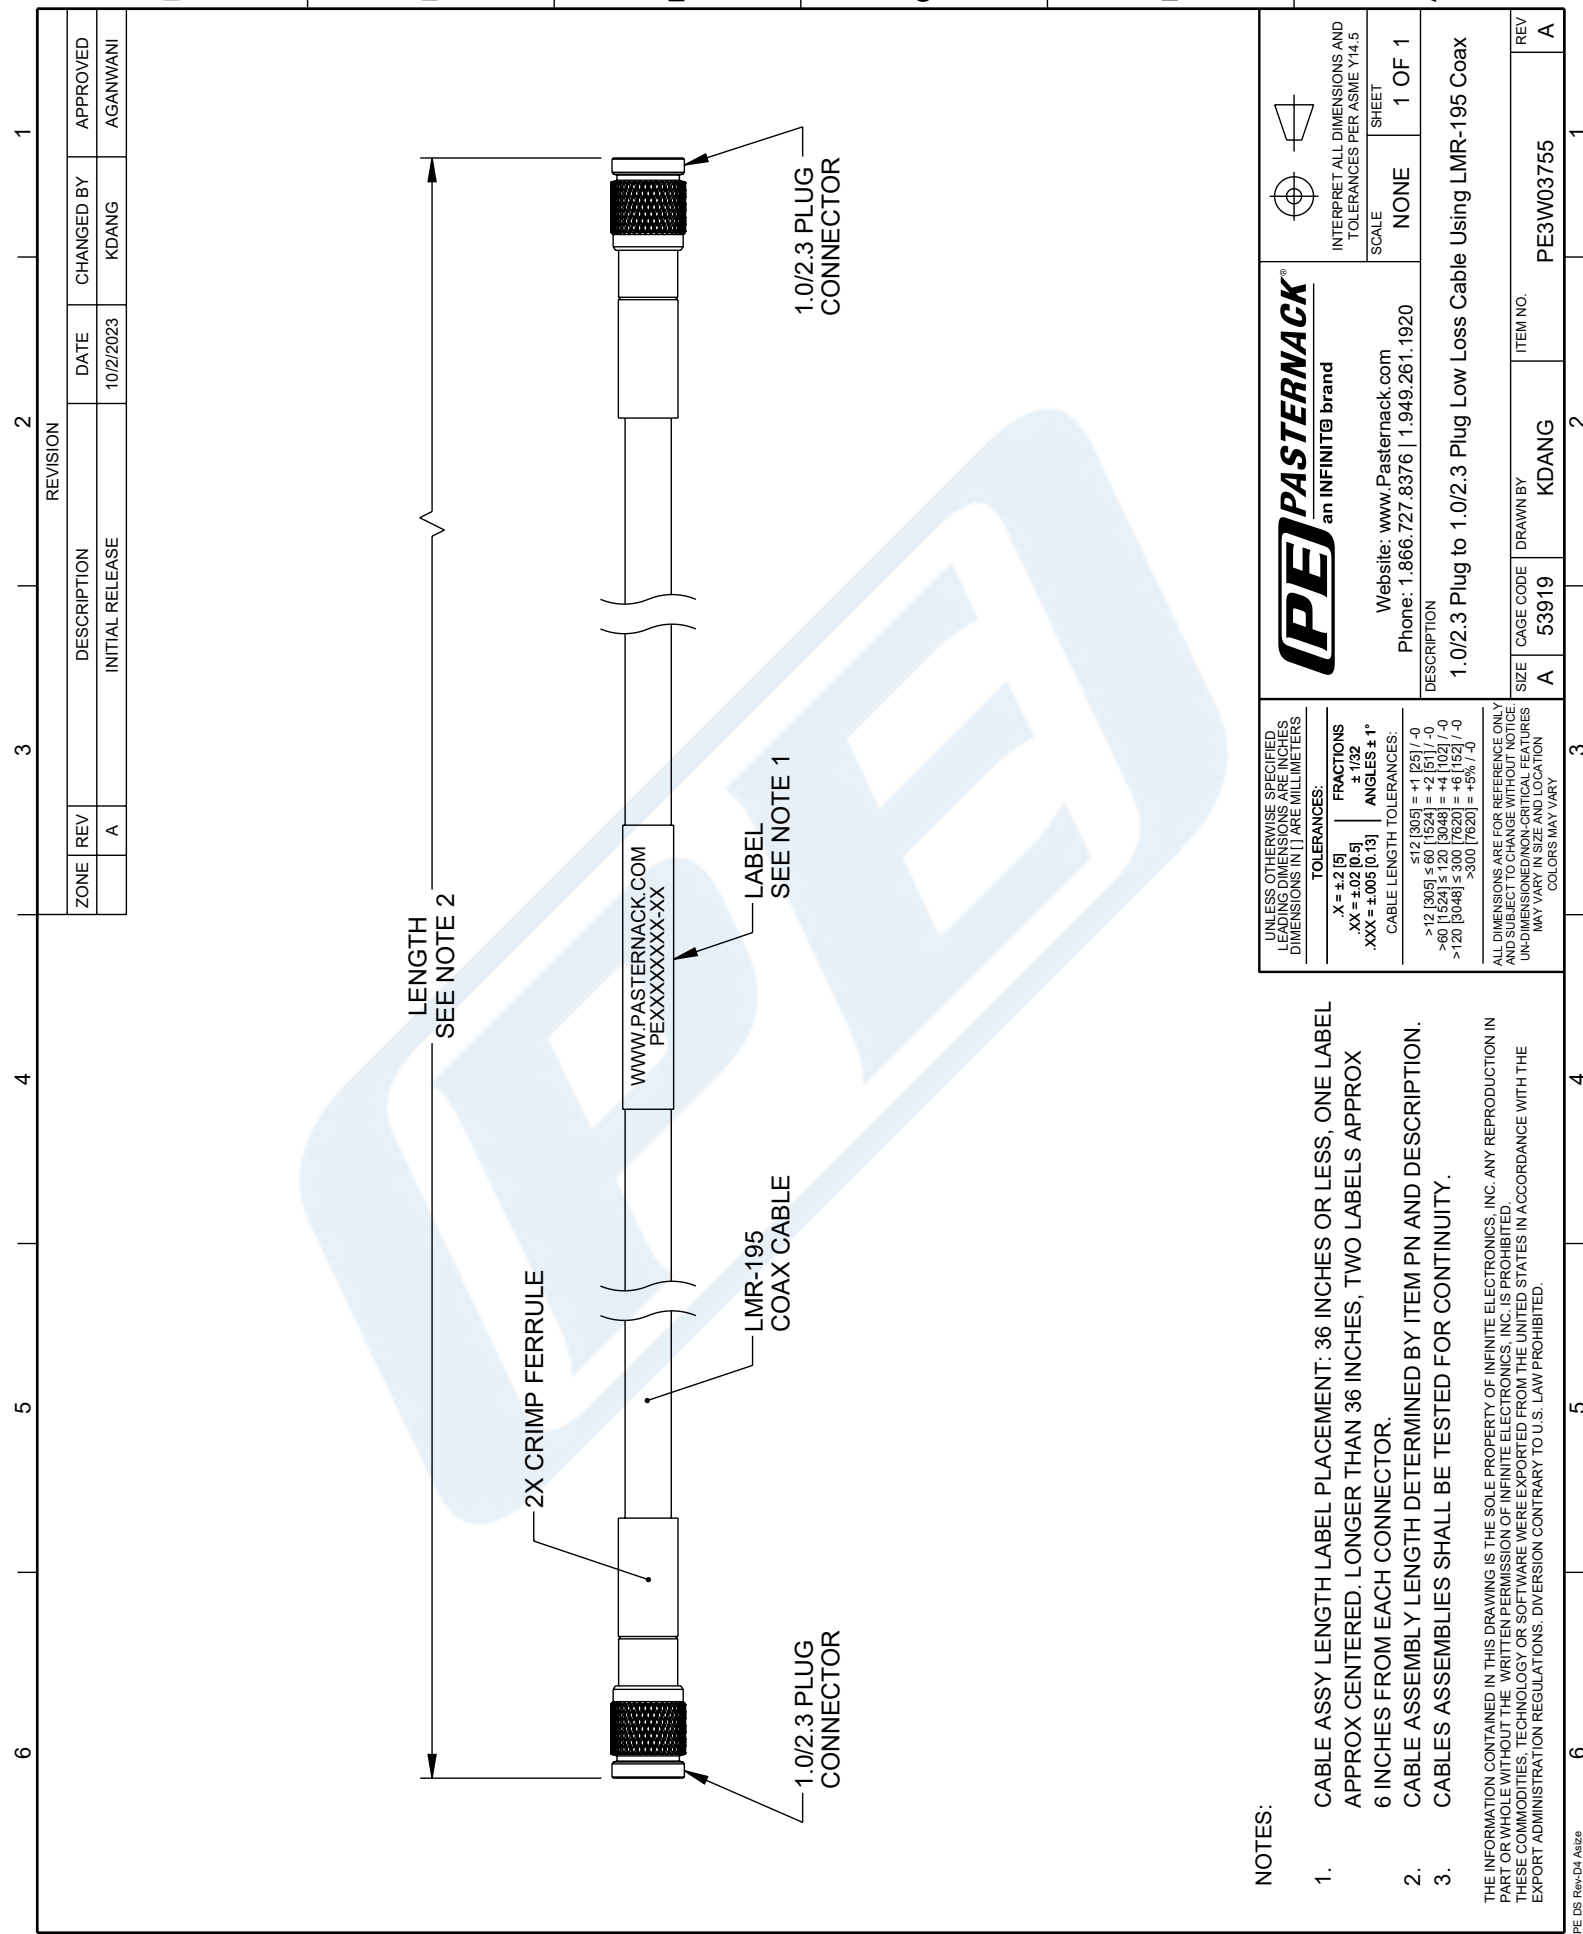 6
5
4
3
2
1
REVISION
ZONE REV DESCRIPTION DATE CHANGED BY APPROVED
A INITIAL RELEASE 10/2/2023 KDANG AGANWANI
LENGTH
SEE NOTE 2
2X CRIMP FERRULE
WWW.PASTERNACK.COM
PEXXXXXXXX-XX
1.0/2.3 PLUG
CONNECTOR
LMR-195
COAX CABLE
LABEL
SEE NOTE 1
1.0/2.3 PLUG
CONNECTOR
PE
NOTES:
1. CABLE ASSY LENGTH LABEL PLACEMENT: 36 INCHES OR LESS, ONE LABEL
APPROX CENTERED. LONGER THAN 36 INCHES, TWO LABELS APPROX
6 INCHES FROM EACH CONNECTOR.
2. CABLE ASSEMBLY LENGTH DETERMINED BY ITEM PN AND DESCRIPTION.
3. CABLES ASSEMBLIES SHALL BE TESTED FOR CONTINUITY.
THE INFORMATION CONTAINED IN THIS DRAWING IS THE SOLE PROPERTY OF INFINITE ELECTRONICS, INC. ANY REPRODUCTION IN
PART OR WHOLE WITHOUT THE WRITTEN PERMISSION OF INFINITE ELECTRONICS, INC. IS PROHIBITED.
THESE COMMODITIES, TECHNOLOGY OR SOFTWARE WERE EXPORTED FROM THE UNITED STATES IN ACCORDANCE WITH THE
EXPORT ADMINISTRATION REGULATIONS. DIVERSION CONTRARY TO U.S. LAW PROHIBITED.
UNLESS OTHERWISE SPECIFIED
LEADING DIMENSIONS ARE INCHES
DIMENSIONS IN [ ] ARE MILLIMETERS
TOLERANCES:
.X = ±.2 [5] FRACTIONS
.XX = ±.02 [0.5] ± 1/32
.XXX = ±.005 [0.13] ANGLES ± 1°
CABLE LENGTH TOLERANCES:
≤12 [305] = +1 [25] / -0
>12 [305] ≤ 60 [1524] = +2 [51] / -0
>60 [1524] ≤ 120 [3048] = +4 [102] / -0
>120 [3048] ≤ 300 [7620] = +6 [152] / -0
>300 [7620] = +5% / -0
ALL DIMENSIONS ARE FOR REFERENCE ONLY
AND SUBJECT TO CHANGE WITHOUT NOTICE.
UN-DIMENSIONED/NON-CRITICAL FEATURES
MAY VARY IN SIZE AND LOCATION
COLORS MAY VARY
PE PASTERNACK®
an INFINITE brand
Website: www.Pasternack.com
Phone: 1.866.727.8376 | 1.949.261.1920
INTERPRET ALL DIMENSIONS AND
TOLERANCES PER ASME Y14.5
SCALE NONE
SHEET 1 OF 1
DESCRIPTION
1.0/2.3 Plug to 1.0/2.3 Plug Low Loss Cable Using LMR-195 Coax
SIZE CAGE CODE DRAWN BY ITEM NO. REV
A 53919 KDANG PE3W03755 A
6
5
4
3
2
1
PE DS Rev-D4 Asize